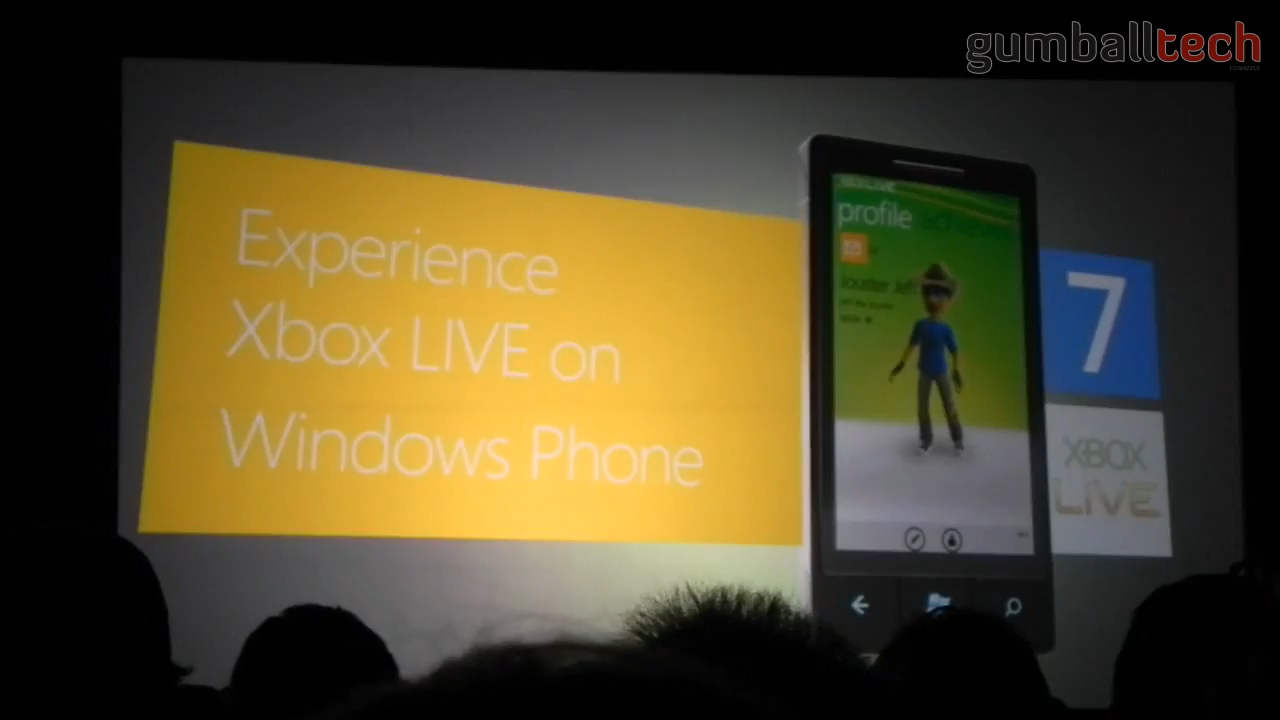 gumballtech
Experience
Xbox LIVE on
Windows Phone
profile
7
XBOX
LIVE